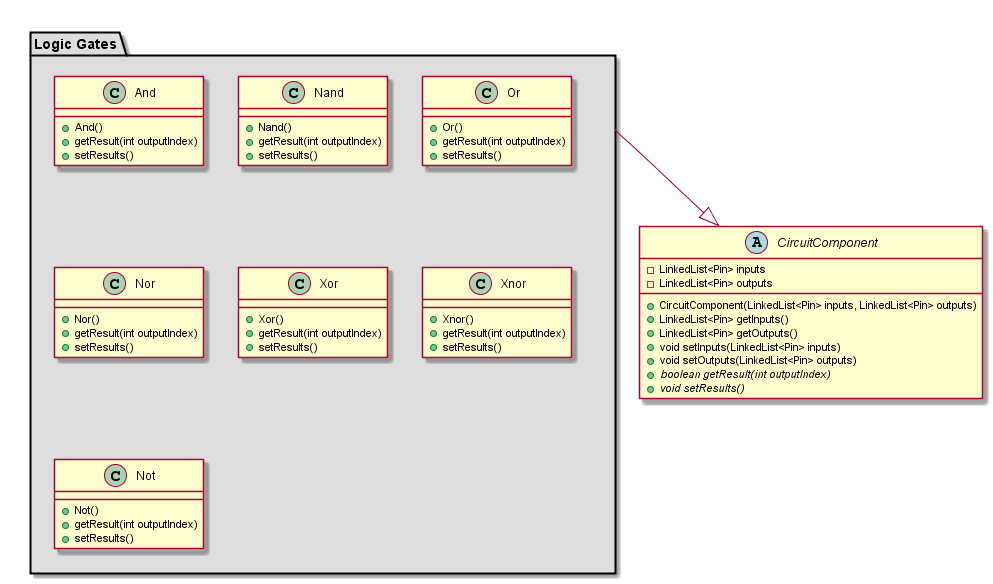 Logic Gates
C And
And()
getResult(int outputIndex)
setResults()
C Nand
Nand()
getResult(int outputIndex)
setResults()
C Or
Or()
getResult(int outputIndex)
setResults()
A CircuitComponent
LinkedList<Pin> inputs
LinkedList<Pin> outputs
CircuitComponent(LinkedList<Pin> inputs, LinkedList<Pin> outputs)
LinkedList<Pin> getInputs()
LinkedList<Pin> getOutputs()
void setInputs(LinkedList<Pin> inputs)
void setOutputs(LinkedList<Pin> outputs)
boolean getResult(int outputIndex)
void setResults()
C Nor
Nor()
getResult(int outputIndex)
setResults()
C Xor
Xor()
getResult(int outputIndex)
setResults()
C Xnor
Xnor()
getResult(int outputIndex)
setResults()
C Not
Not()
getResult(int outputIndex)
setResults()